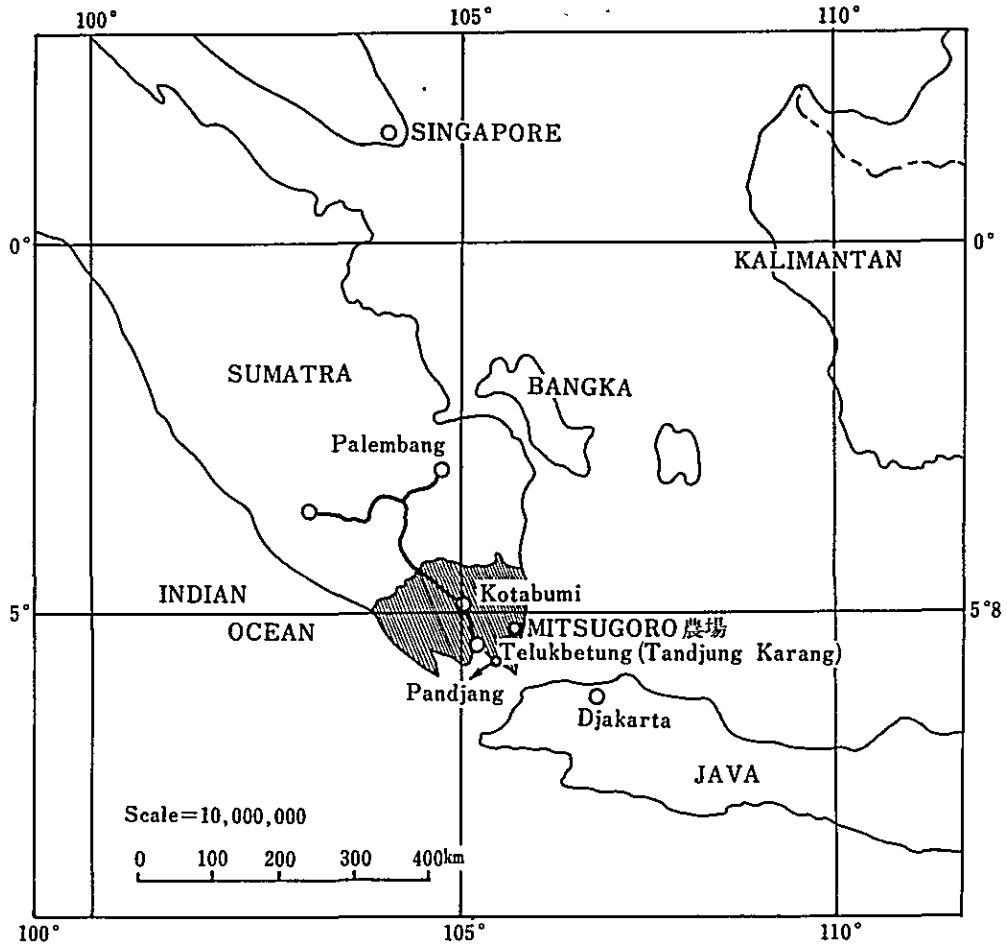 100° 105° 110°
SINGAPORE
0° 0°
KALIMANTAN
SUMATRA
BANGKA
Palembang
INDIAN
OCEAN
Kotabumi
5° 5°8
MITSUGORO 農場
Telukbetung (Tandjung Karang)
Pandjang
Djakarta
JAVA
Scale=10,000,000
0 100 200 300 400km
100° 105° 110°